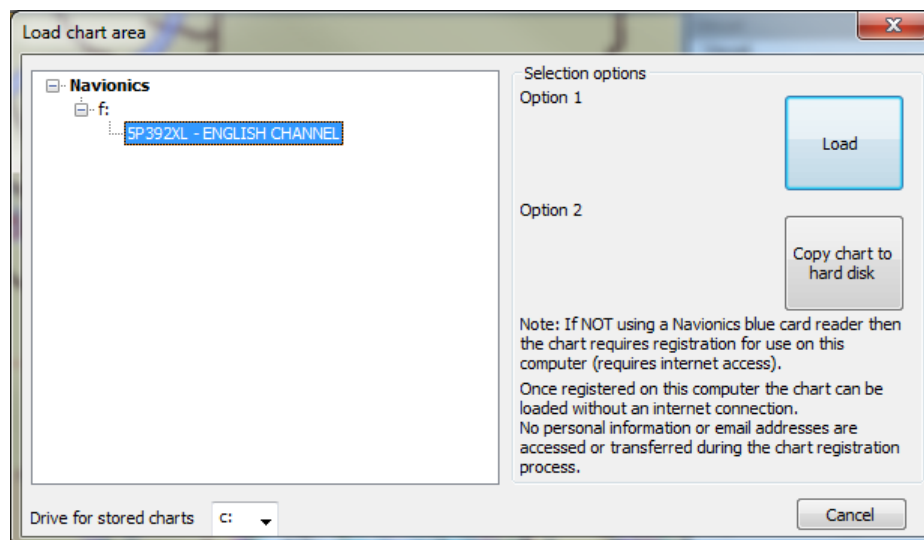 Load chart area
Navionics
f:
5P392XL - ENGLISH CHANNEL
Selection options
Option 1
Load
Option 2
Copy chart to
hard disk
Note: If NOT using a Navionics blue card reader then
the chart requires registration for use on this
computer (requires internet access).
Once registered on this computer the chart can be
loaded without an internet connection.
No personal information or email addresses are
accessed or transferred during the chart registration
process.
Drive for stored charts c:
Cancel